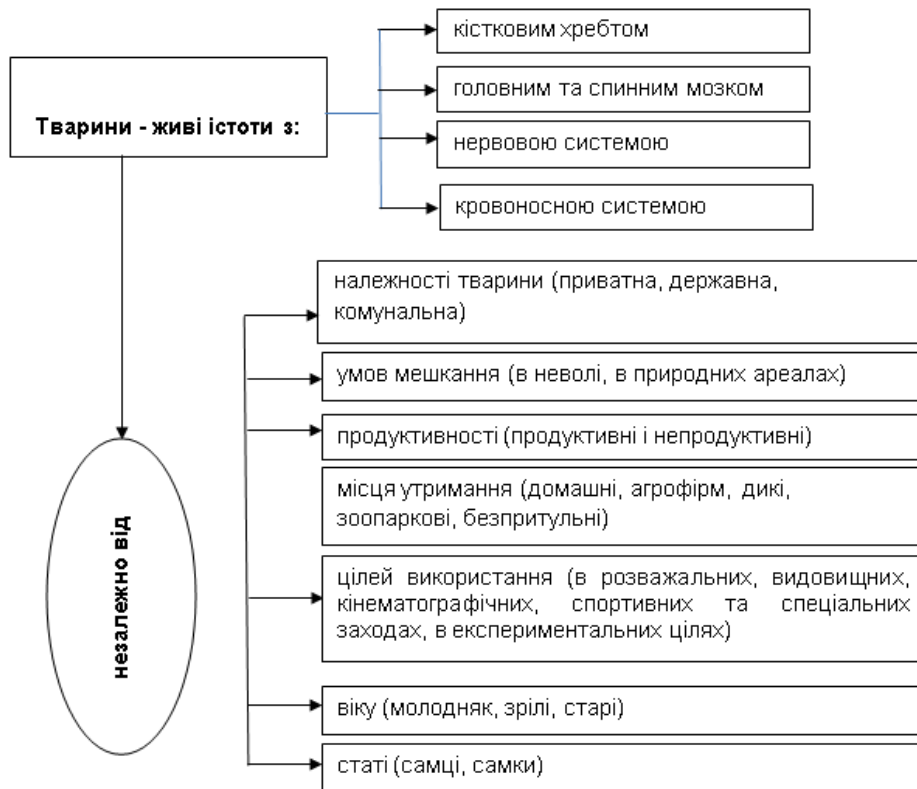 кістковим хребтом
Тварини - живі істоти з:
головним та спинним мозком
нервовою системою
кровоносною системою
належності тварини (приватна, державна,
комунальна)
умов мешкання (в неволі, в природних ареалах)
продуктивності (продуктивні і непродуктивні)
місця утримання (домашні, агрофірм, дикі,
зоопаркові, безпритульні)
незалежно від
цілей використання (в розважальних, видовищних,
кінематографічних, спортивних та спеціальних
заходах, в експериментальних цілях)
віку (молодняк, зрілі, старі)
статі (самці, самки)